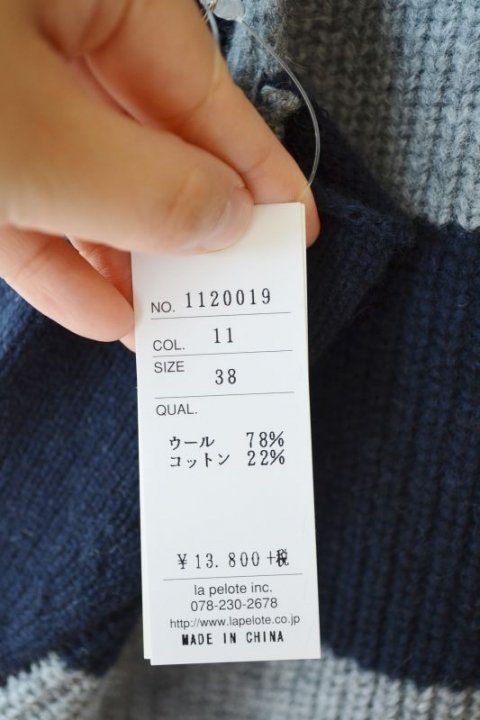 NO. 1120019
COL. 11
SIZE 38
QUAL.
ウール 78%
コットン 22%
¥13.800+税
la pelote inc.
078-230-2678
http://www.lapelote.co.jp
MADE IN CHINA